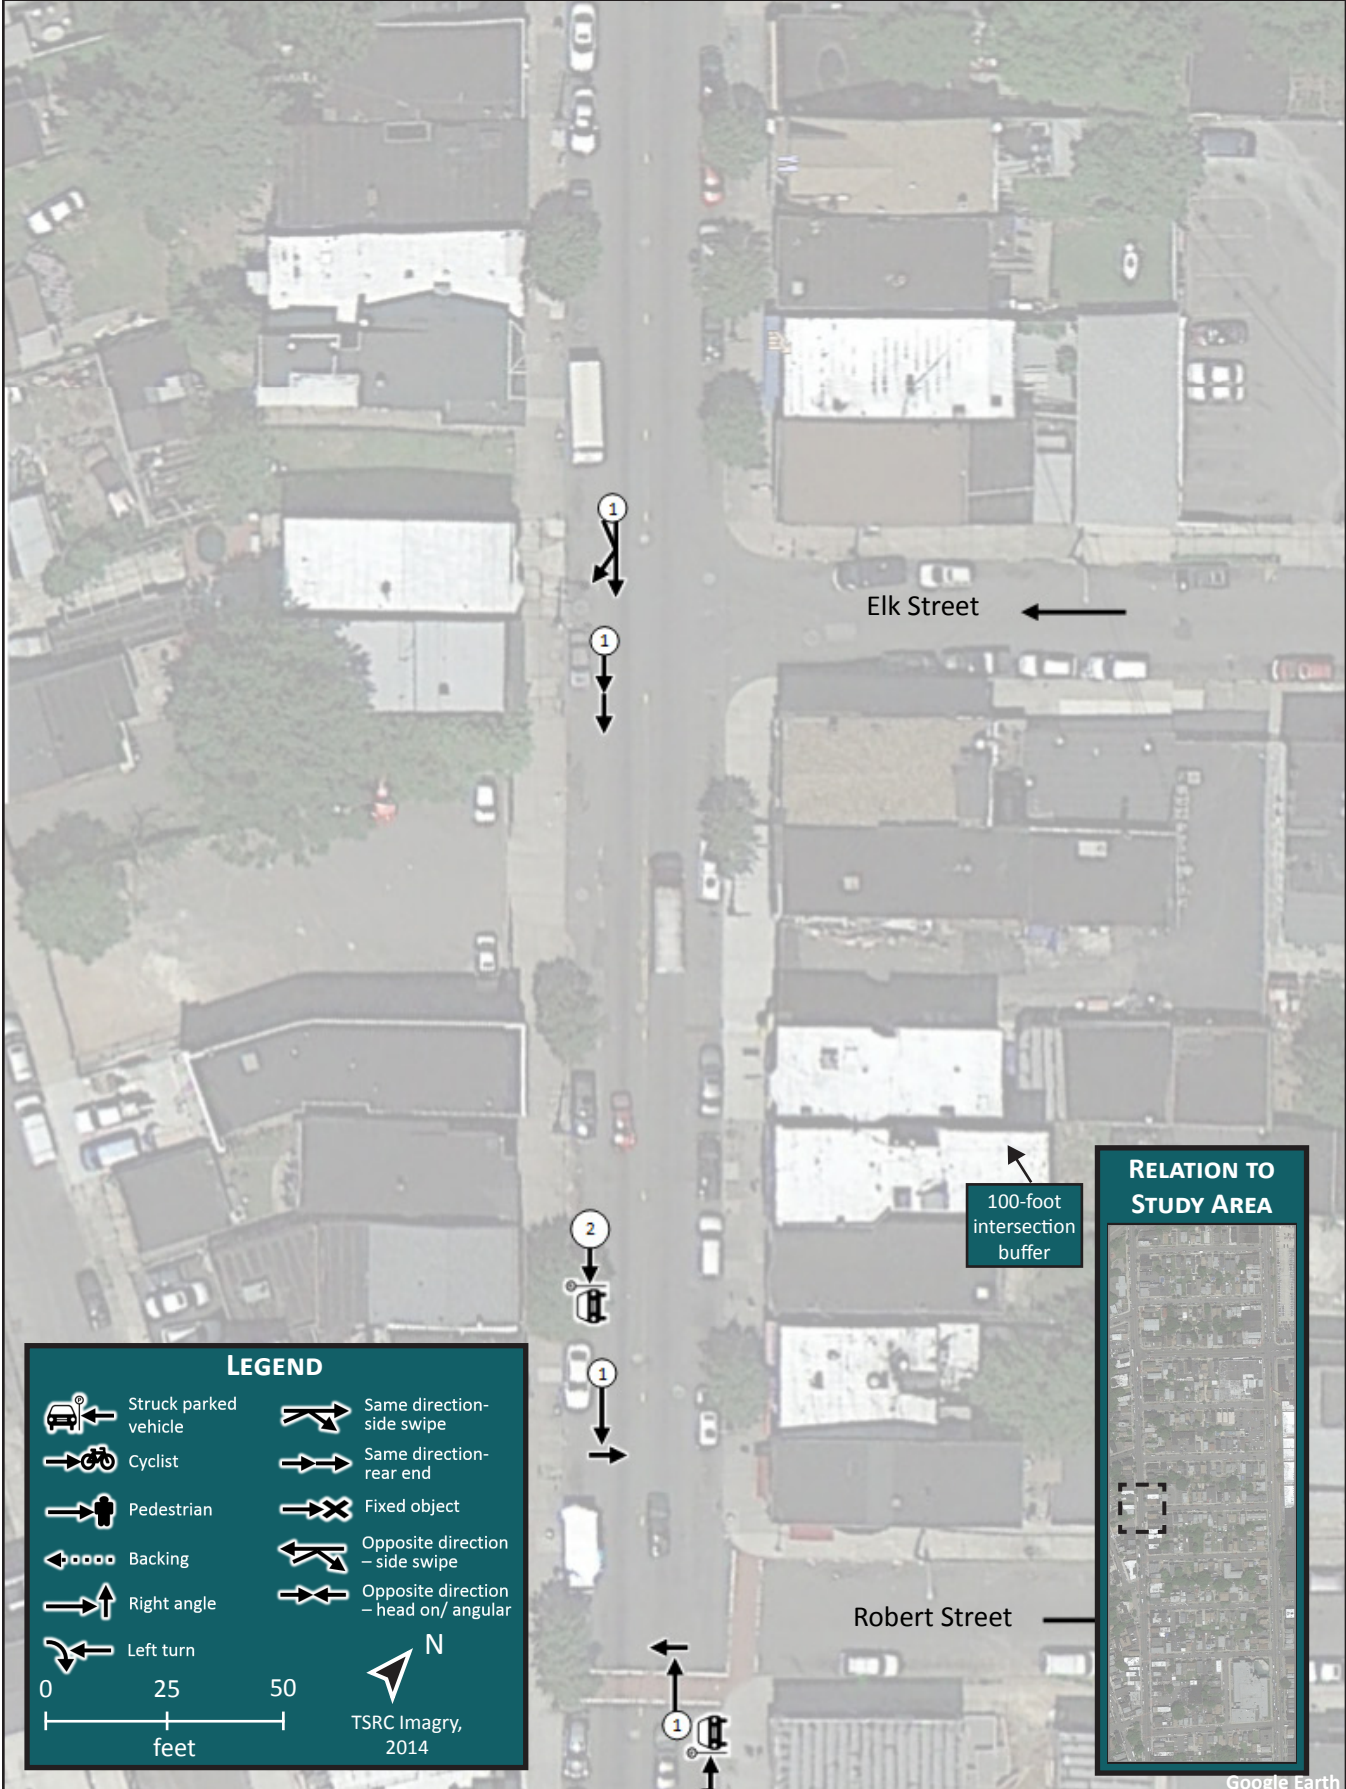 1
1
Elk Street
100-foot
intersection
buffer
2
1
Robert Street
1
RELATION TO
STUDY AREA
LEGEND
Struck parked
vehicle
Cyclist
Pedestrian
Backing
Right angle
Left turn
Same direction-
side swipe
Same direction-
rear end
Fixed object
Opposite direction
– side swipe
Opposite direction
– head on/ angular
N
0 25 50
feet
TSRC Imagry,
2014
Google Earth